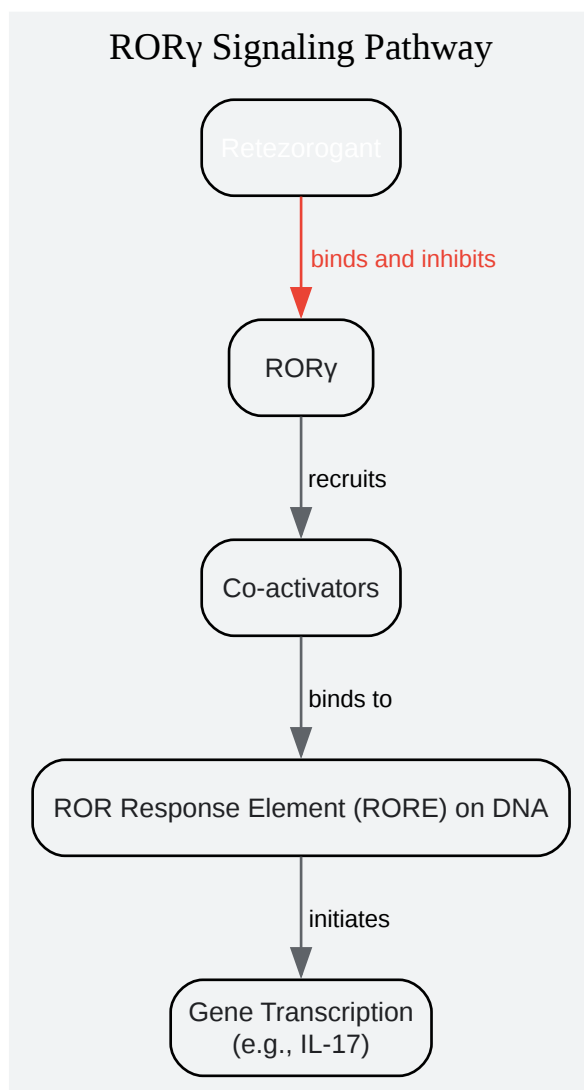 RORγ Signaling Pathway
Retezorogant
binds and inhibits
RORγ
recruits
Co-activators
binds to
ROR Response Element (RORE) on DNA
initiates
Gene Transcription
(e.g., IL-17)